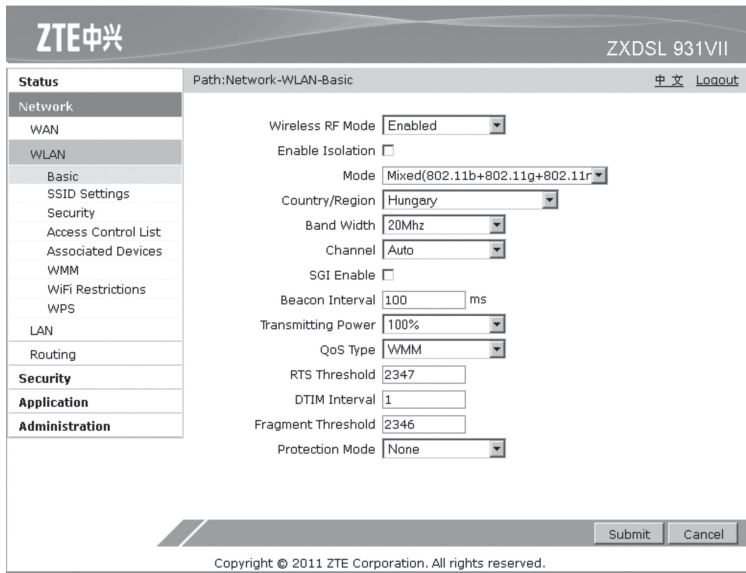 ZTE中兴
ZXDSL 931VII
Status
Path:Network-WLAN-Basic
中 文 Logout
Network
WAN
WLAN
Basic
SSID Settings
Security
Access Control List
Associated Devices
WMM
WiFi Restrictions
WPS
LAN
Routing
Security
Application
Administration
Wireless RF Mode Enabled
Enable Isolation
Mode Mixed(802.11b+802.11g+802.11r
Country/Region Hungary
Band Width 20Mhz
Channel Auto
SGI Enable
Beacon Interval 100 ms
Transmitting Power 100%
QoS Type WMM
RTS Threshold 2347
DTIM Interval 1
Fragment Threshold 2346
Protection Mode None
Submit Cancel
Copyright © 2011 ZTE Corporation. All rights reserved.